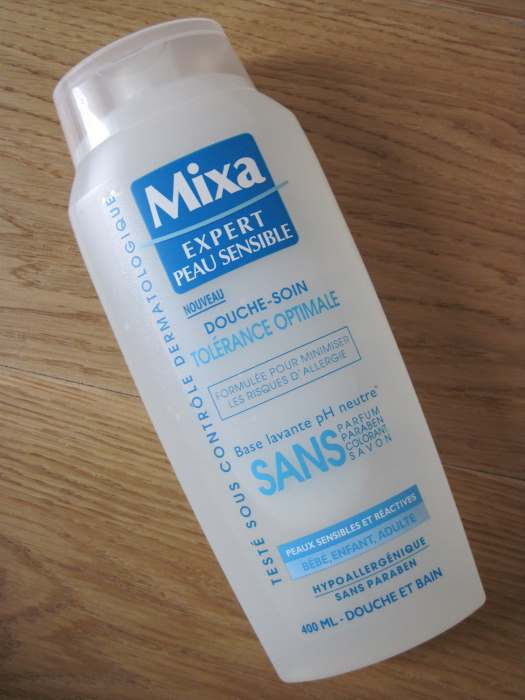 Mixa
EXPERT
PEAU SENSIBLE
NOUVEAU
DOUCHE-SOIN
TOLÉRANCE OPTIMALE
FORMULÉE POUR MINIMISER
LES RISQUES D'ALLERGIE
Base lavante pH neutre*
SANS
PARFUM
PARABEN
COLORANT
SAVON
PEAUX SENSIBLES ET RÉACTIVES
BÉBÉ, ENFANT, ADULTE
HYPOALLERGÉNIQUE
SANS PARABEN
400 ML - DOUCHE ET BAIN
TESTÉ SOUS CONTRÔLE DERMATOLOGIQUE